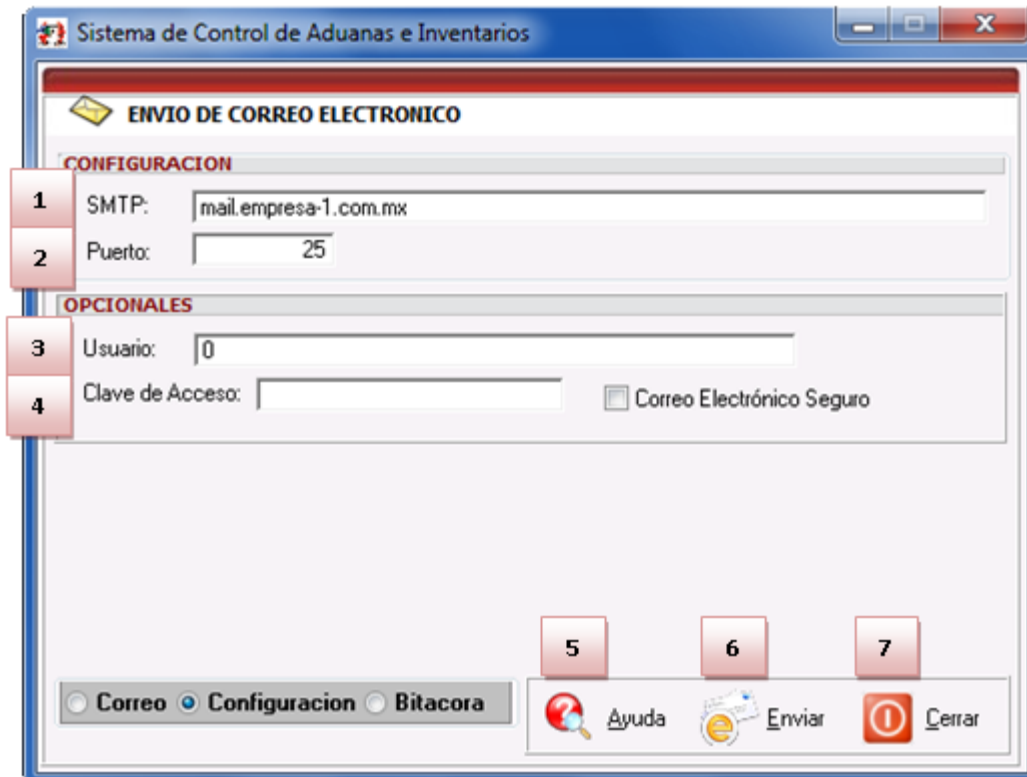 Sistema de Control de Aduanas e Inventarios
ENVIO DE CORREO ELECTRONICO
CONFIGURACION
1 SMTP: mail.empresa-1.com.mx
2 Puerto: 25
OPCIONALES
3 Usuario: 0
4 Clave de Acceso: Correo Electrónico Seguro
5 6 7
Correo Configuracion Bitacora Ayuda Enviar Cerrar